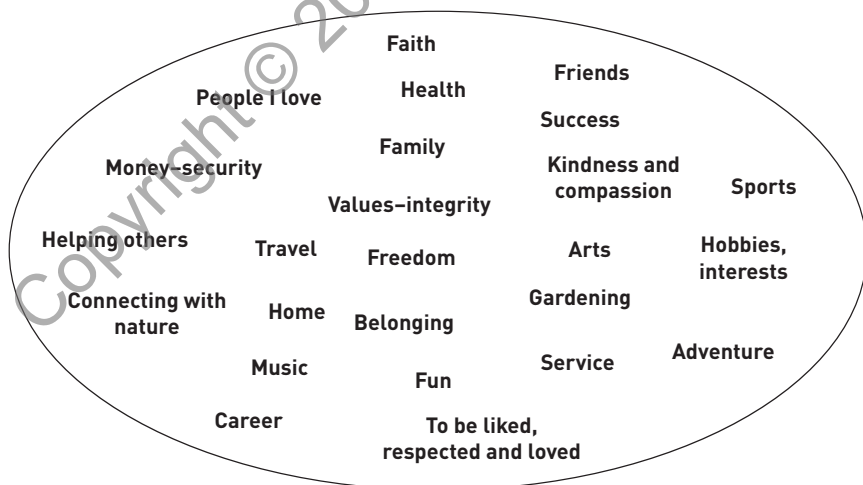 Copyright ©
Faith
Friends
People I love
Health
Success
Family
Money–security
Kindness and
compassion
Sports
Values–integrity
Helping others
Travel
Freedom
Arts
Hobbies,
interests
Connecting with
nature
Home
Gardening
Belonging
Music
Fun
Service
Adventure
Career
To be liked,
respected and loved